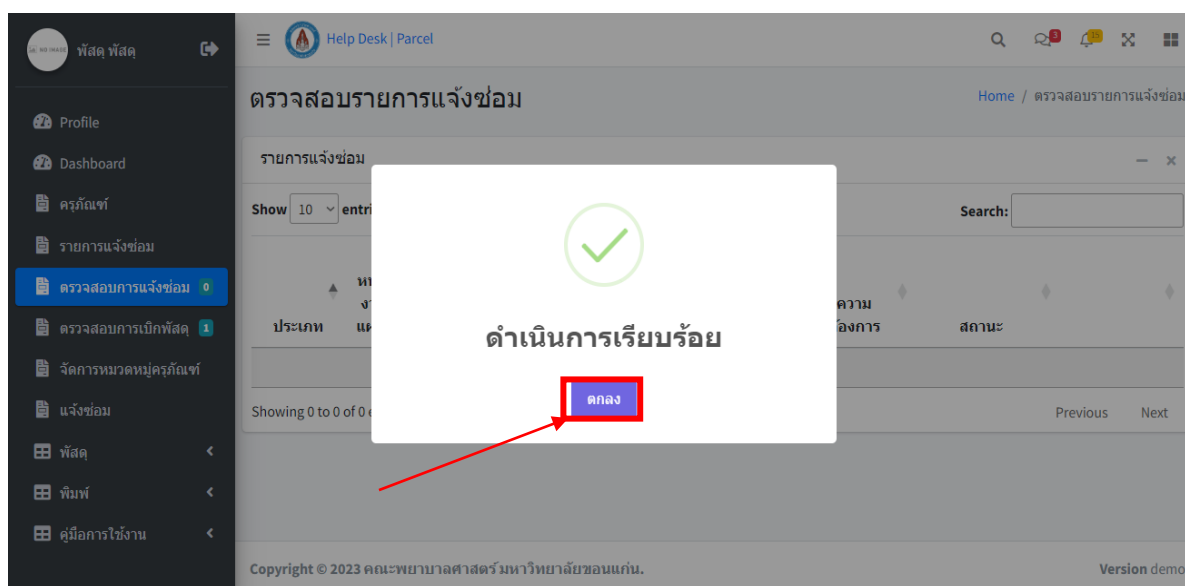 NO IMAGE
พัสดุ พัสดุ
Help Desk | Parcel
3
15
ตรวจสอบรายการแจ้งซ่อม
Home / ตรวจสอบรายการแจ้งซ่อม
Profile
Dashboard
ครุภัณฑ์
รายการแจ้งซ่อม
ตรวจสอบการแจ้งซ่อม 0
ตรวจสอบการเบิกพัสดุ 1
จัดการหมวดหมู่ครุภัณฑ์
แจ้งซ่อม
พัสดุ
พิมพ์
คู่มือการใช้งาน
รายการแจ้งซ่อม
Show 10 entri
Search:
ประเภท
ความ
้องการ
สถานะ
ดำเนินการเรียบร้อย
ตกลง
Showing 0 to 0 of 0 e
Previous Next
Copyright © 2023 คณะพยาบาลศาสตร์ มหาวิทยาลัยขอนแก่น.
Version demo